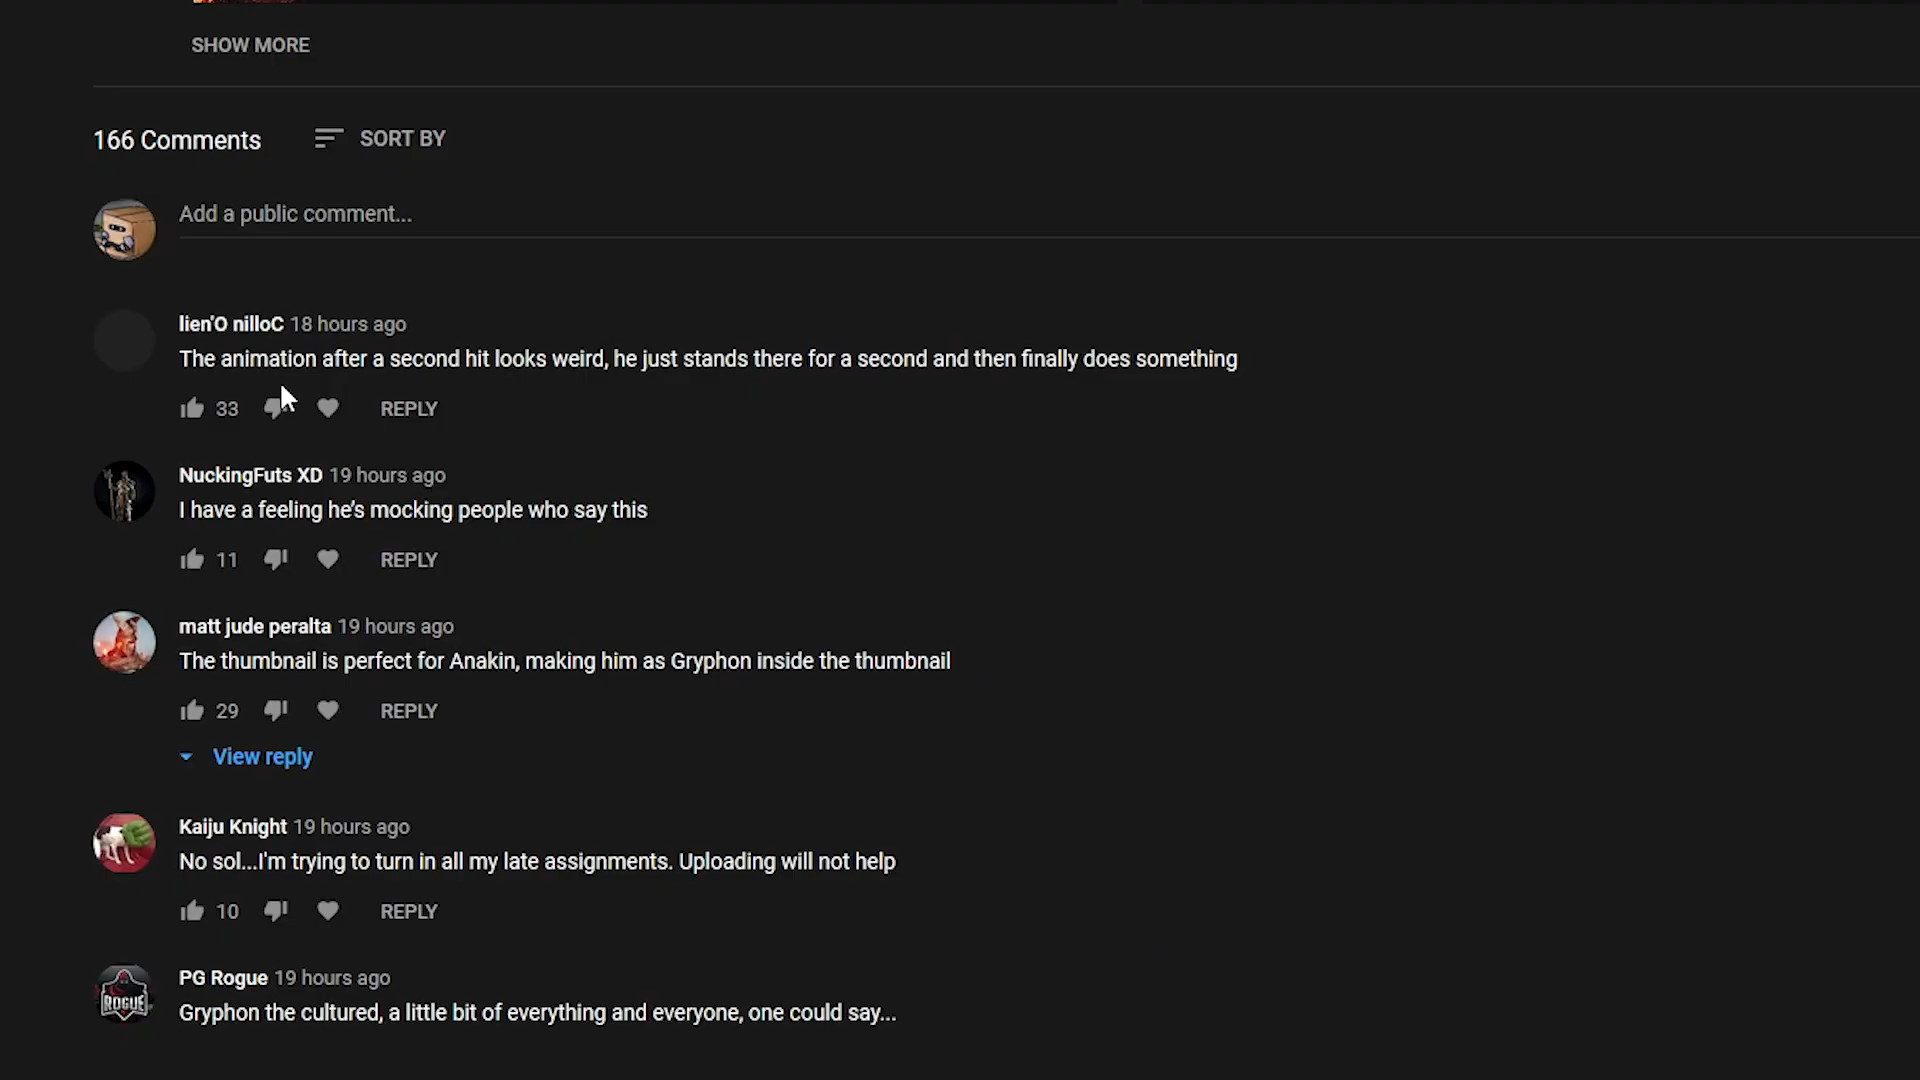 SHOW MORE
166 Comments
SORT BY
Add a public comment...
lien'O nilloC 18 hours ago
The animation after a second hit looks weird, he just stands there for a second and then finally does something
33
REPLY
NuckingFuts XD 19 hours ago
I have a feeling he’s mocking people who say this
11
REPLY
matt jude peralta 19 hours ago
The thumbnail is perfect for Anakin, making him as Gryphon inside the thumbnail
29
REPLY
View reply
Kaiju Knight 19 hours ago
No sol...I'm trying to turn in all my late assignments. Uploading will not help
10
REPLY
PG Rogue 19 hours ago
ROGUE
Gryphon the cultured, a little bit of everything and everyone, one could say...